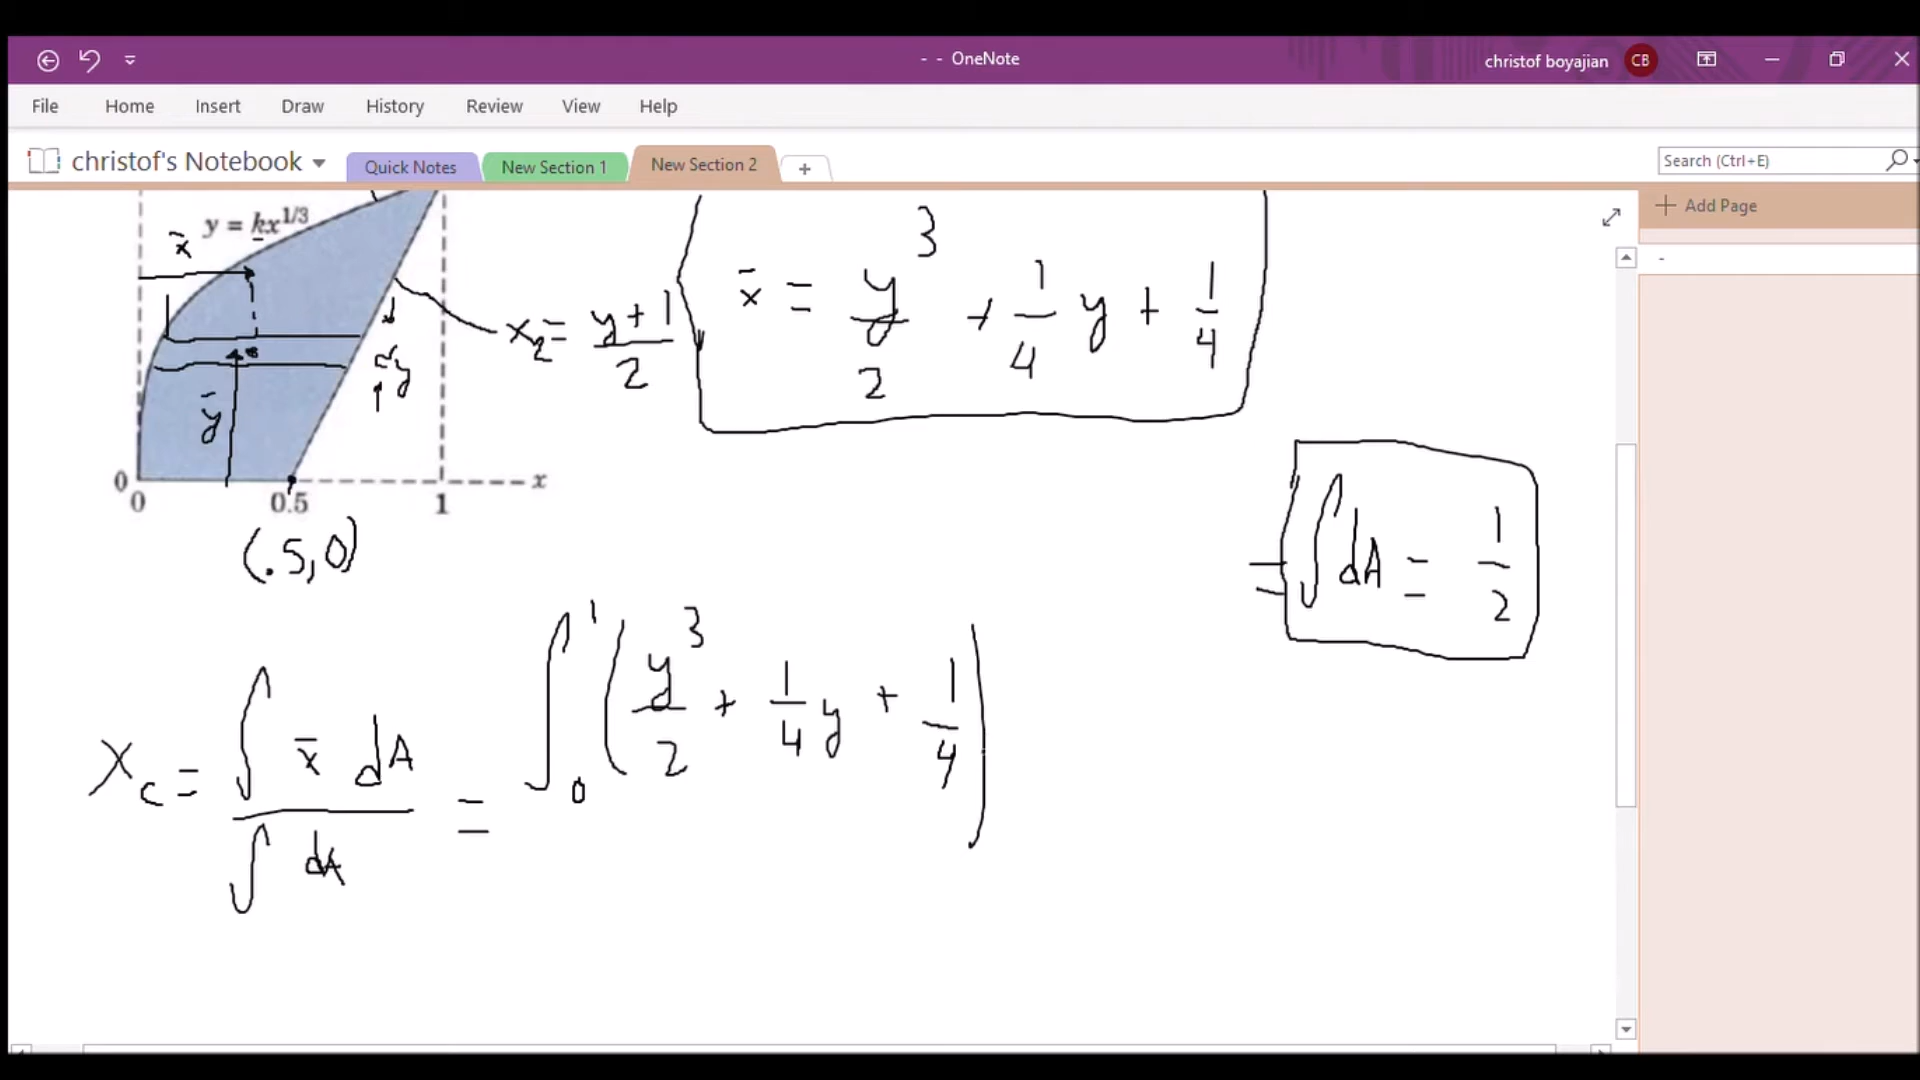 - - OneNote
christof boyajian CB
File Home Insert Draw History Review View Help
christof's Notebook
Quick Notes New Section 1 New Section 2 +
Search (Ctrl+E)
Add Page
-
y = kx^{1/3}
x̄
x₂ = (y + 1)/2
x̄ = y³/2 + 1/4 y + 1/4
dy
ȳ
0
0 0.5 1 x
(.5, 0)
= ∫ dA = 1/2
X_c = ∫ x̄ dA / ∫ dA = ∫₀¹ (y³/2 + 1/4 y + 1/4)